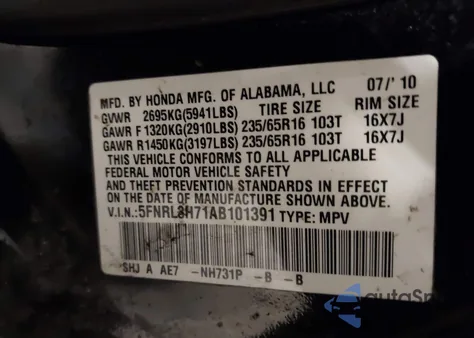 MFD. BY HONDA MFG. OF ALABAMA, LLC 07/'10
GVWR 2695KG(5941LBS) TIRE SIZE RIM SIZE
GAWR F 1320KG(2910LBS) 235/65R16 103T 16X7J
GAWR R 1450KG(3197LBS) 235/65R16 103T 16X7J
THIS VEHICLE CONFORMS TO ALL APPLICABLE
FEDERAL MOTOR VEHICLE SAFETY
AND THEFT PREVENTION STANDARDS IN EFFECT
ON THE DATE OF MANUFACTURE SHOWN ABOVE.
V.I.N.: 5FNRL3H71AB101391 TYPE: MPV
SHJ A AE7 -NH731P -B -B